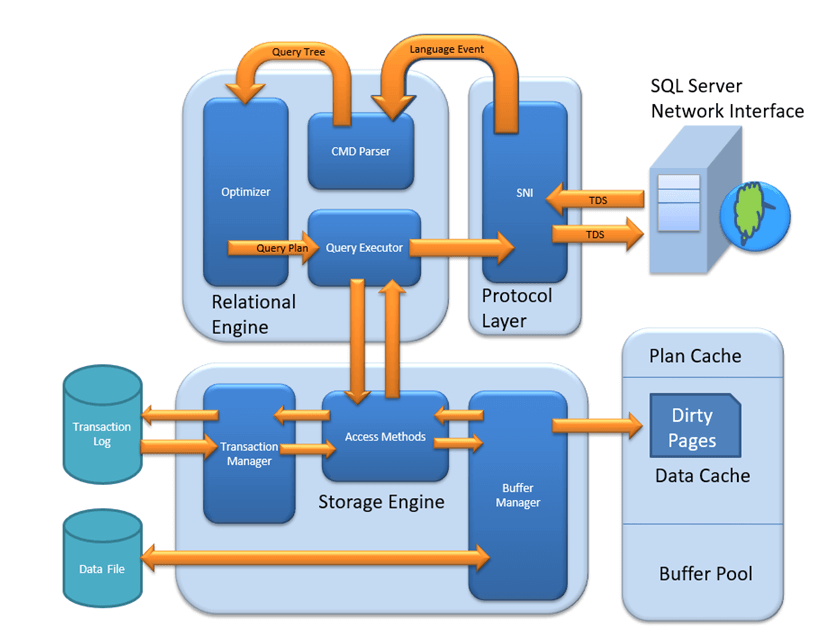 Query Tree
Language Event
SQL Server
Network Interface
CMD Parser
Optimizer
SNI
TDS
TDS
Query Plan
Query Executor
Relational
Engine
Protocol
Layer
Plan Cache
Dirty
Pages
Data Cache
Buffer Pool
Transaction
Log
Transaction
Manager
Access Methods
Storage Engine
Buffer
Manager
Data File